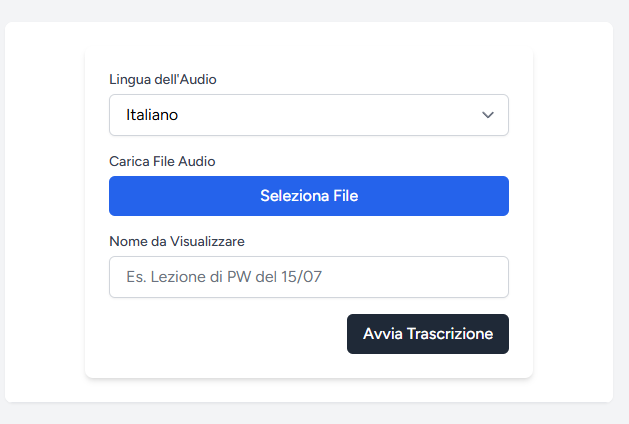 Lingua dell'Audio
Italiano
Carica File Audio
Seleziona File
Nome da Visualizzare
Es. Lezione di PW del 15/07
Avvia Trascrizione